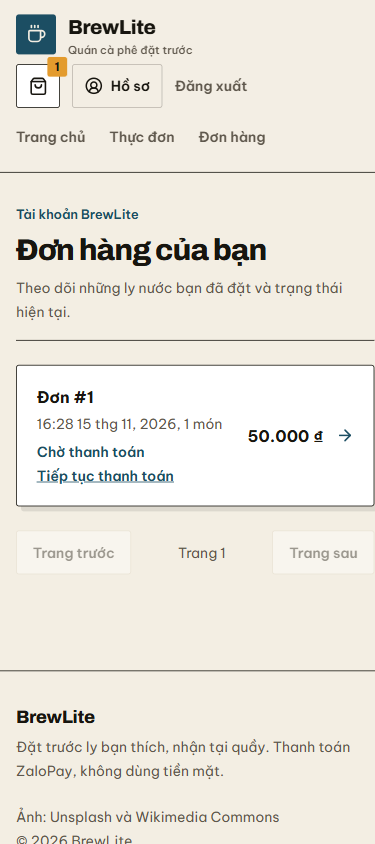 BrewLite
Quán cà phê đặt trước
1
Hồ sơ
Đăng xuất
Trang chủ
Thực đơn
Đơn hàng
Tài khoản BrewLite
Đơn hàng của bạn
Theo dõi những ly nước bạn đã đặt và trạng thái
hiện tại.
Đơn #1
16:28 15 thg 11, 2026, 1 món
50.000 ₫
Chờ thanh toán
Tiếp tục thanh toán
Trang trước
Trang 1
Trang sau
BrewLite
Đặt trước ly bạn thích, nhận tại quầy. Thanh toán
ZaloPay, không dùng tiền mặt.
Ảnh: Unsplash và Wikimedia Commons
© 2026 BrewLite